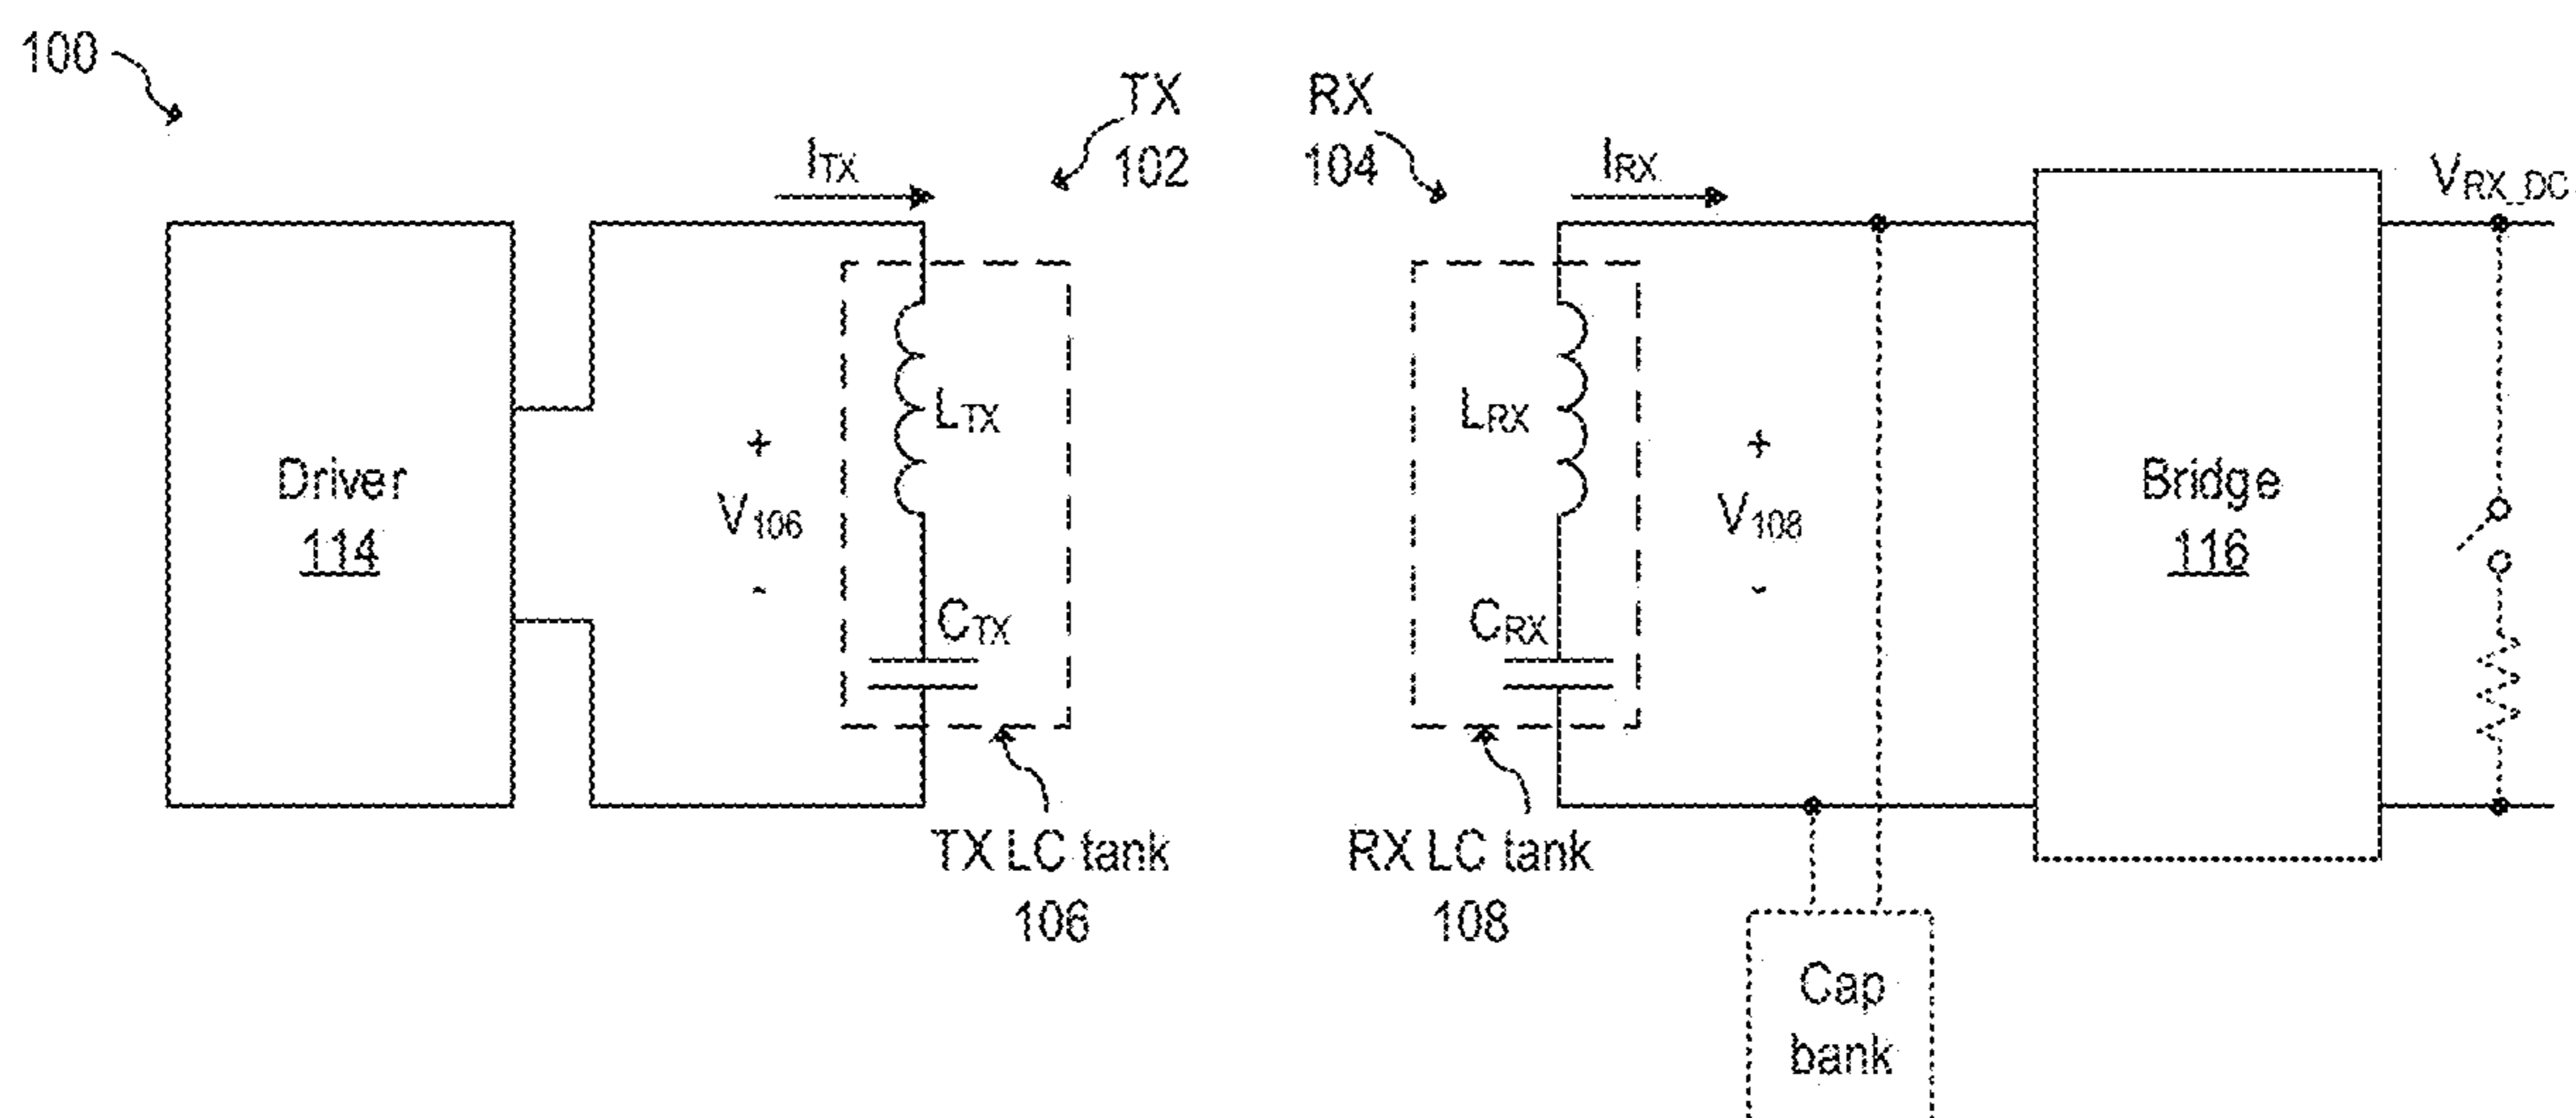 100
TX
102
RX
104
ITX
IRX
VRX_DC
Driver
114
+
V106
-
LTX
CTX
LRX
CRX
+
V108
-
Bridge
116
TX LC tank
106
RX LC tank
108
Cap
bank